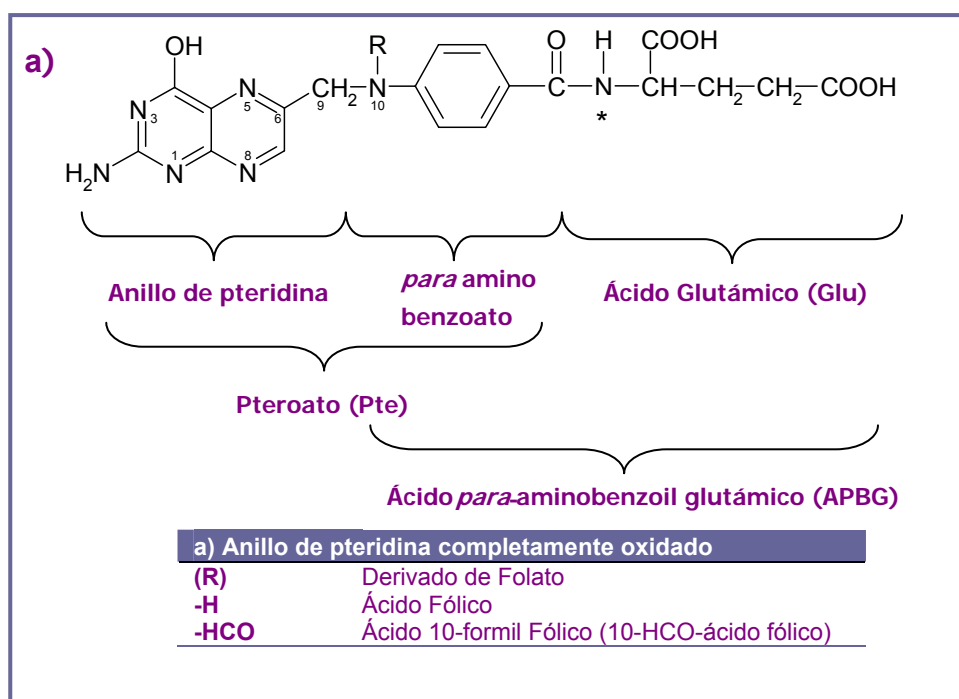 a)
OH
R
O
H
COOH
N
5
6
CH2
9
N
10
C
N
CH
CH2
CH2
COOH
*
N
3
1
N
8
N
H2N
Anillo de pteridina
para amino
benzoato
Ácido Glutámico (Glu)
Pteroato (Pte)
Ácido para-aminobenzoil glutámico (APBG)
a) Anillo de pteridina completamente oxidado
(R) Derivado de Folato
-H Ácido Fólico
-HCO Ácido 10-formil Fólico (10-HCO-ácido fólico)